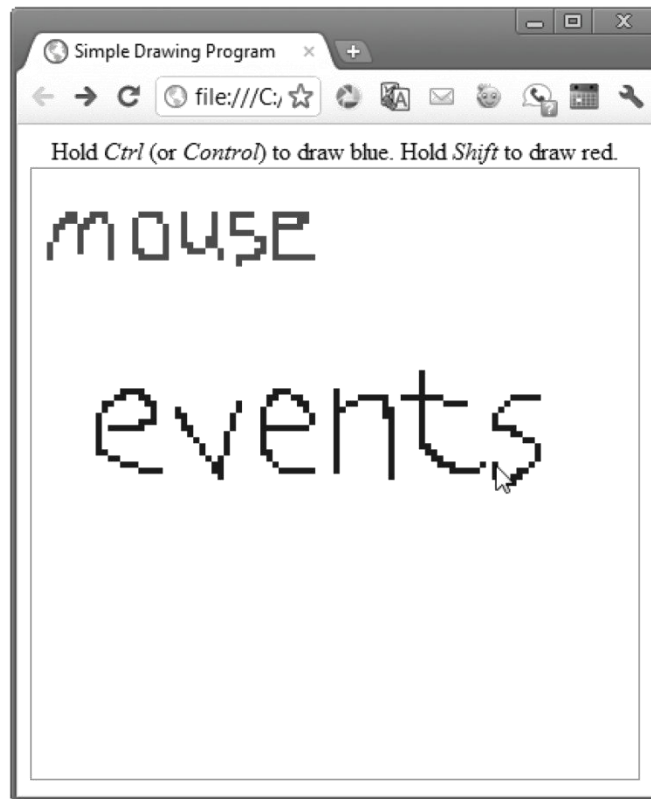 Simple Drawing Program
file:///C:/
Hold Ctrl (or Control) to draw blue. Hold Shift to draw red.
mouse
events